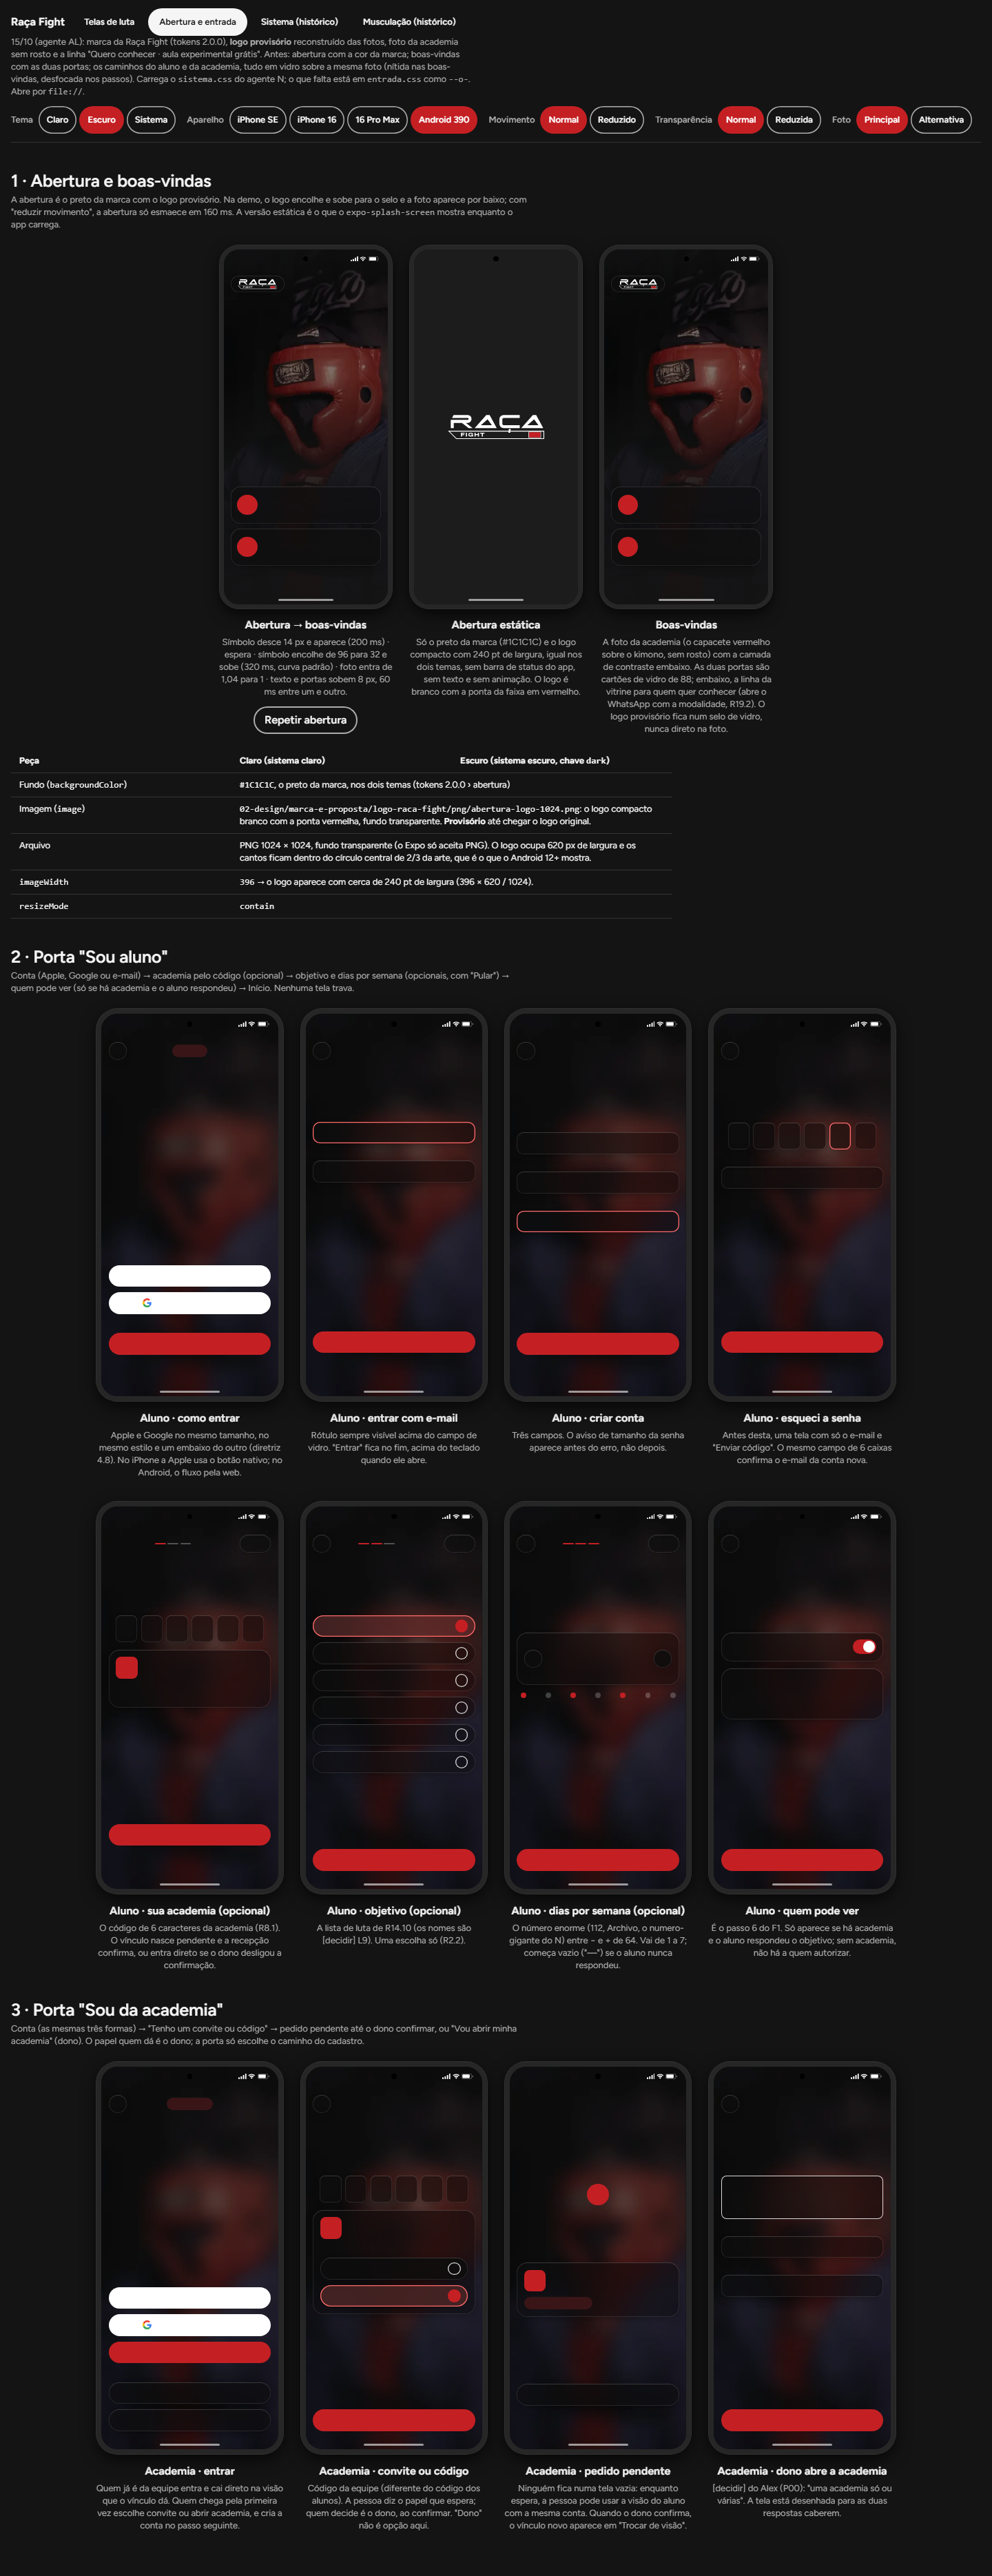 Raça Fight
Telas de luta
Abertura e entrada
Sistema (histórico)
Musculação (histórico)
15/10 (agente AL): marca da Raça Fight (tokens 2.0.0), logo provisório reconstruído das fotos, foto da academia
sem rosto e a linha "Quero conhecer · aula experimental grátis". Antes: abertura com a cor da marca; boas-vindas
com as duas portas; os caminhos do aluno e da academia, tudo em vidro sobre a mesma foto (nítida nas boas-
vindas, desfocada nos passos). Carrega o sistema.css do agente N; o que falta está em entrada.css como --o-.
Abre por file://.
Tema Claro Escuro Sistema Aparelho iPhone SE iPhone 16 16 Pro Max Android 390 Movimento Normal Reduzido Transparência Normal Reduzida Foto Principal Alternativa
1 · Abertura e boas-vindas
A abertura é o preto da marca com o logo provisório. Na demo, o logo encolhe e sobe para o selo e a foto aparece por baixo; com
"reduzir movimento", a abertura só esmaece em 160 ms. A versão estática é o que o expo-splash-screen mostra enquanto o
app carrega.
RAÇA
FIGHT
RAÇA
FIGHT
RAÇA
FIGHT
Abertura → boas-vindas
Símbolo desce 14 px e aparece (200 ms) ·
espera · símbolo encolhe de 96 para 32 e
sobe (320 ms, curva padrão) · foto entra de
1,04 para 1 · texto e portas sobem 8 px, 60
ms entre um e outro.
Repetir abertura
Abertura estática
Só o preto da marca (#1C1C1C) e o logo
compacto com 240 pt de largura, igual nos
dois temas, sem barra de status do app,
sem texto e sem animação. O logo é
branco com a ponta da faixa em vermelho.
Boas-vindas
A foto da academia (o capacete vermelho
sobre o kimono, sem rosto) com a camada
de contraste embaixo. As duas portas são
cartões de vidro de 88; embaixo, a linha da
vitrine para quem quer conhecer (abre o
WhatsApp com a modalidade, R19.2). O
logo provisório fica num selo de vidro,
nunca direto na foto.
Peça
Claro (sistema claro)
Escuro (sistema escuro, chave dark)
Fundo (backgroundColor)
#1C1C1C, o preto da marca, nos dois temas (tokens 2.0.0 › abertura)
Imagem (image)
02-design/marca-e-proposta/logo-raca-fight/png/abertura-logo-1024.png: o logo compacto
branco com a ponta vermelha, fundo transparente. Provisório até chegar o logo original.
Arquivo
PNG 1024 × 1024, fundo transparente (o Expo só aceita PNG). O logo ocupa 620 px de largura e os
cantos ficam dentro do círculo central de 2/3 da arte, que é o que o Android 12+ mostra.
imageWidth
396 → o logo aparece com cerca de 240 pt de largura (396 × 620 / 1024).
resizeMode
contain
2 · Porta "Sou aluno"
Conta (Apple, Google ou e-mail) → academia pelo código (opcional) → objetivo e dias por semana (opcionais, com "Pular") →
quem pode ver (só se há academia e o aluno respondeu) → Início. Nenhuma tela trava.
Aluno · como entrar
Apple e Google no mesmo tamanho, no
mesmo estilo e um embaixo do outro (diretriz
4.8). No iPhone a Apple usa o botão nativo; no
Android, o fluxo pela web.
Aluno · entrar com e-mail
Rótulo sempre visível acima do campo de
vidro. "Entrar" fica no fim, acima do teclado
quando ele abre.
Aluno · criar conta
Três campos. O aviso de tamanho da senha
aparece antes do erro, não depois.
Aluno · esqueci a senha
Antes desta, uma tela com só o e-mail e
"Enviar código". O mesmo campo de 6 caixas
confirma o e-mail da conta nova.
Aluno · sua academia (opcional)
O código de 6 caracteres da academia (R8.1).
O vínculo nasce pendente e a recepção
confirma, ou entra direto se o dono desligou a
confirmação.
Aluno · objetivo (opcional)
A lista de luta de R14.10 (os nomes são
[decidir] L9). Uma escolha só (R2.2).
Aluno · dias por semana (opcional)
O número enorme (112, Archivo, o numero-
gigante do N) entre − e + de 64. Vai de 1 a 7;
começa vazio ("—") se o aluno nunca
respondeu.
Aluno · quem pode ver
É o passo 6 do F1. Só aparece se há academia
e o aluno respondeu o objetivo; sem academia,
não há a quem autorizar.
3 · Porta "Sou da academia"
Conta (as mesmas três formas) → "Tenho um convite ou código" → pedido pendente até o dono confirmar, ou "Vou abrir minha
academia" (dono). O papel quem dá é o dono; a porta só escolhe o caminho do cadastro.
Academia · entrar
Quem já é da equipe entra e cai direto na visão
que o vínculo dá. Quem chega pela primeira
vez escolhe convite ou abrir academia, e cria a
conta no passo seguinte.
Academia · convite ou código
Código da equipe (diferente do código dos
alunos). A pessoa diz o papel que espera;
quem decide é o dono, ao confirmar. "Dono"
não é opção aqui.
Academia · pedido pendente
Ninguém fica numa tela vazia: enquanto
espera, a pessoa pode usar a visão do aluno
com a mesma conta. Quando o dono confirma,
o vínculo novo aparece em "Trocar de visão".
Academia · dono abre a academia
[decidir] do Alex (P00): "uma academia só ou
várias". A tela está desenhada para as duas
respostas caberem.